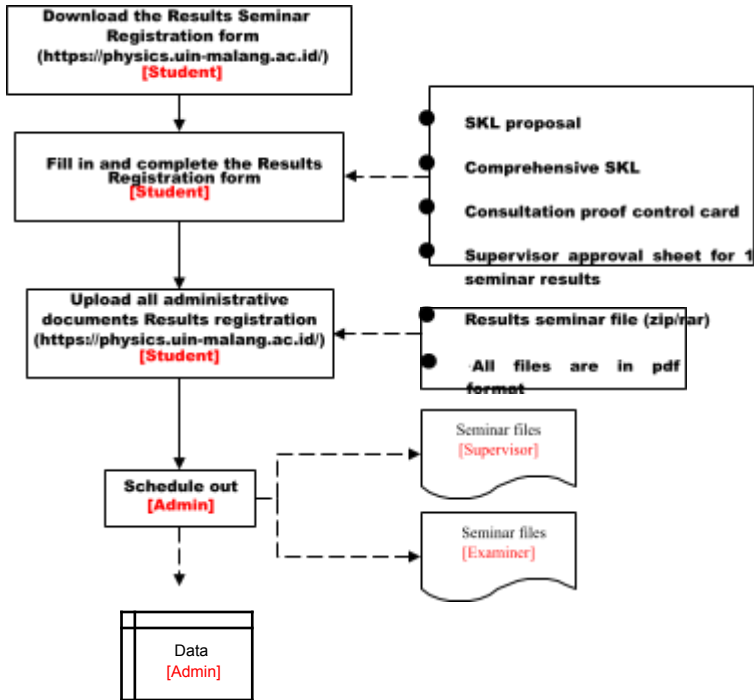 Download the Results Seminar
Registration form
(https://physics.uin-malang.ac.id/)
[Student]
Fill in and complete the Results
Registration form
[Student]
SKL proposal
Comprehensive SKL
Consultation proof control card
Supervisor approval sheet for 1
seminar results
Upload all administrative
documents Results registration
(https://physics.uin-malang.ac.id/)
[Student]
Results seminar file (zip/rar)
All files are in pdf
format
Schedule out
[Admin]
Seminar files
[Supervisor]
Seminar files
[Examiner]
Data
[Admin]